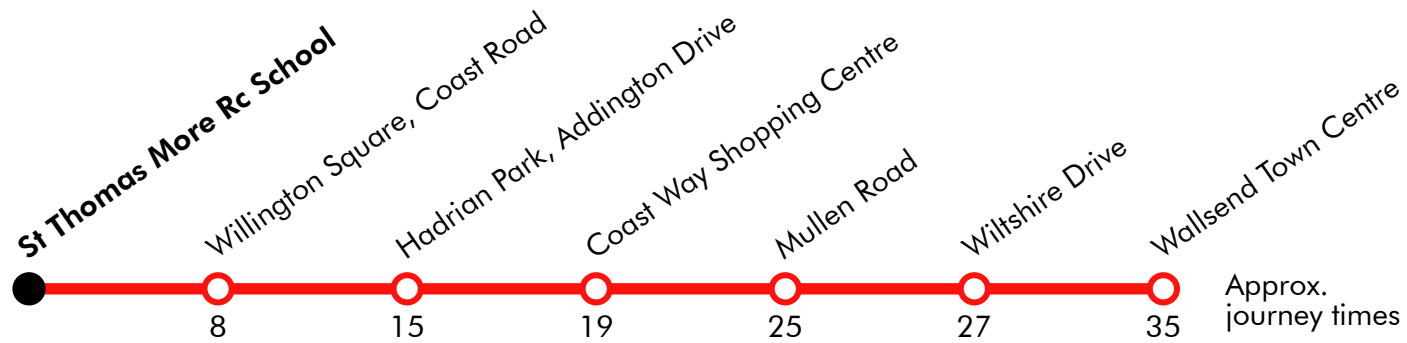 St Thomas More Rc School
Willington Square, Coast Road
Hadrian Park, Addington Drive
Coast Way Shopping Centre
Mullen Road
Wiltshire Drive
Wallsend Town Centre
8
15
19
25
27
35
Approx.
journey times